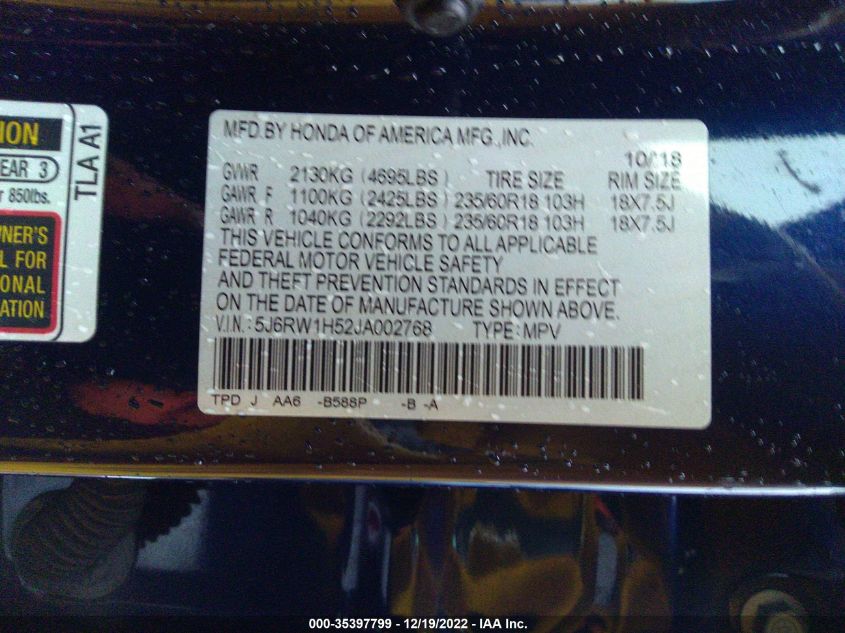 ION
EAR 3)
r 850lbs.
TLA A1
NER'S
L FOR
IONAL
ATION
MFD.BY HONDA OF AMERICA MFG.,INC.
10/18
GVWR 2130KG (4695LBS) TIRE SIZE RIM SIZE
GAWR F 1100KG (2425LBS) 235/60R18 103H 18X7.5J
GAWR R 1040KG (2292LBS) 235/60R18 103H 18X7.5J
THIS VEHICLE CONFORMS TO ALL APPLICABLE
FEDERAL MOTOR VEHICLE SAFETY
AND THEFT PREVENTION STANDARDS IN EFFECT
ON THE DATE OF MANUFACTURE SHOWN ABOVE.
V.I.N.: 5J6RW1H52JA002768 TYPE: MPV
TPD J AA6 -B588P -B -A
000-35397799 - 12/19/2022 - IAA Inc.